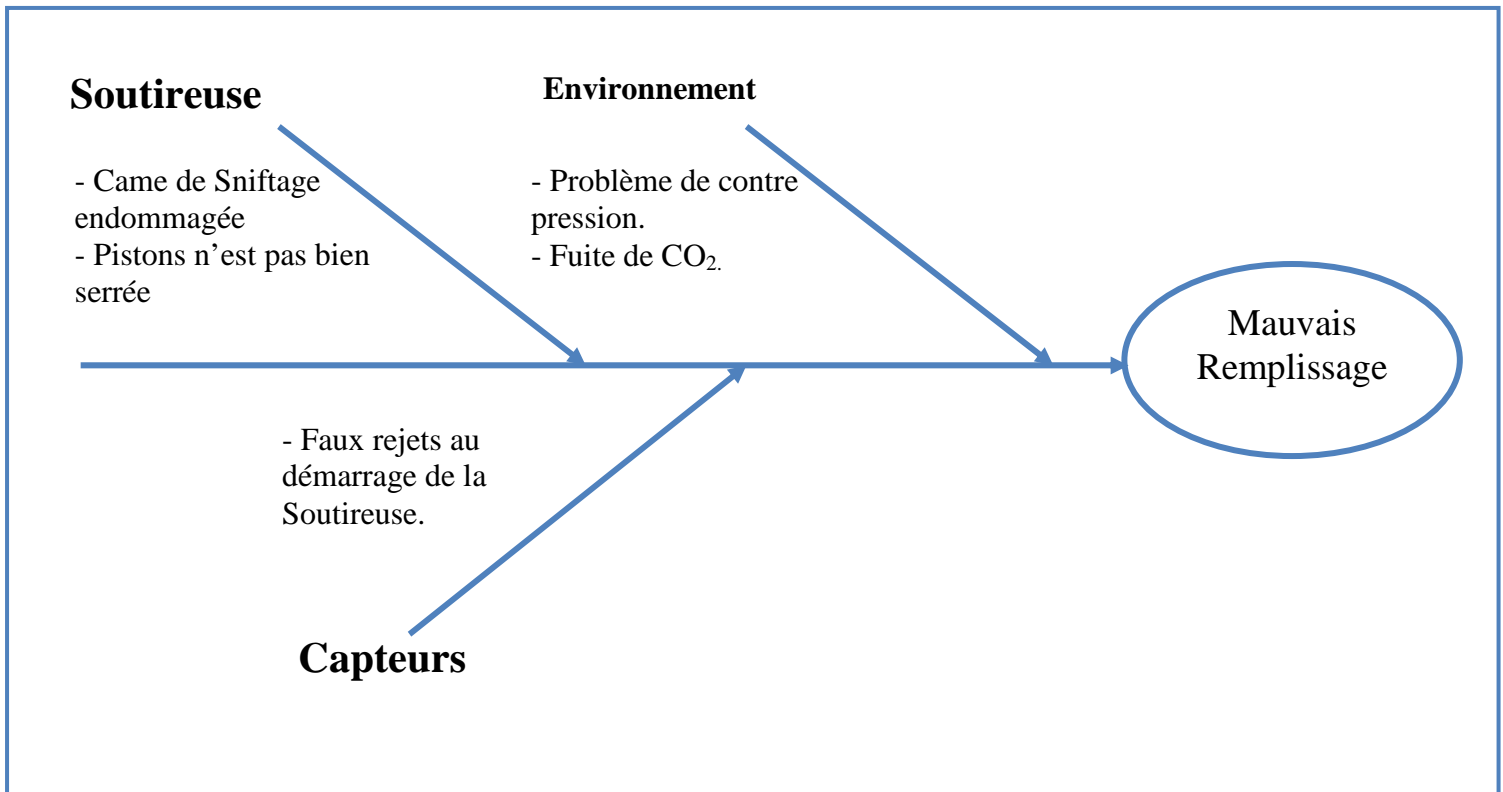 Soutireuse
- Came de Sniftage
endommagée
- Pistons n’est pas bien
serrée
Environnement
- Problème de contre
pression.
- Fuite de CO₂.
Mauvais
Remplissage
- Faux rejets au
démarrage de la
Soutireuse.
Capteurs